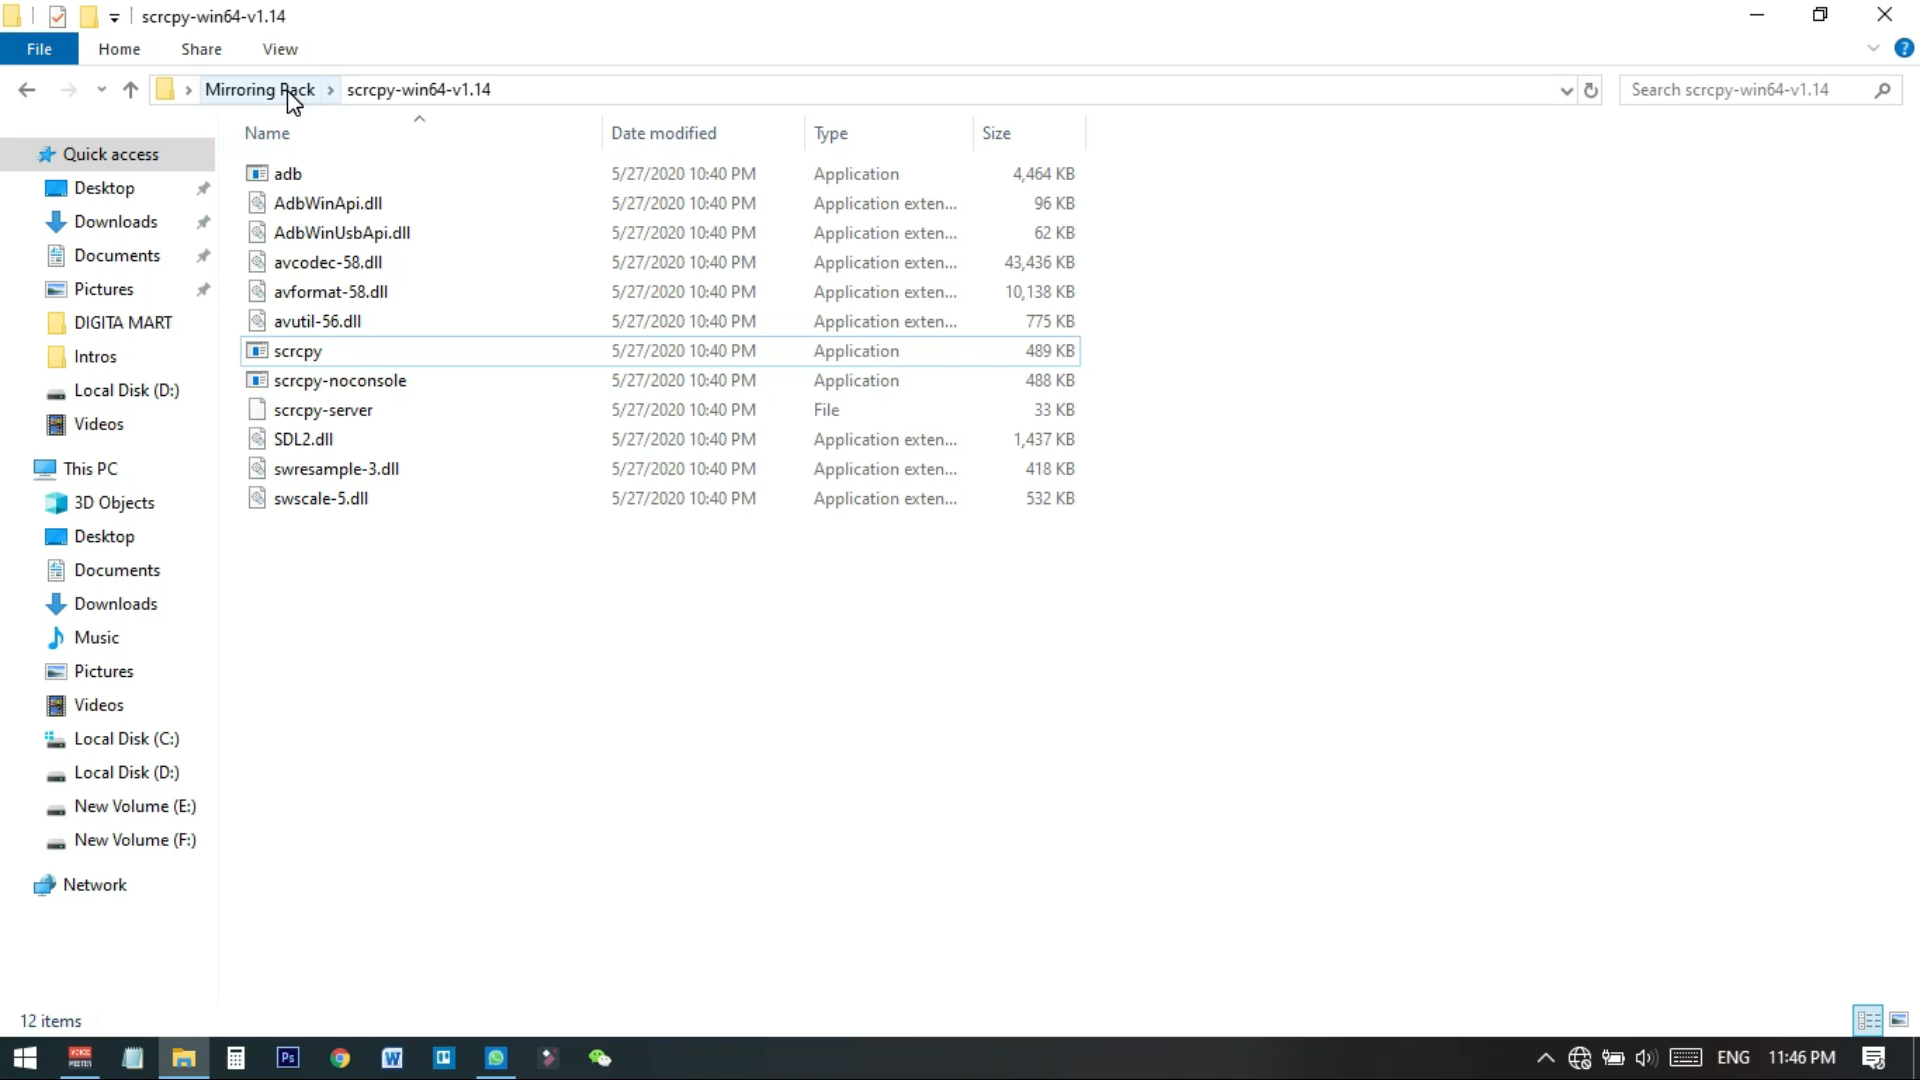 scrcpy-win64-v1.14
File Home Share View
Mirroring Pack scrcpy-win64-v1.14 Search scrcpy-win64-v1.14
Name Date modified Type Size
Quick access
Desktop
Downloads
Documents
Pictures
DIGITA MART
Intros
Local Disk (D:)
Videos
This PC
3D Objects
Desktop
Documents
Downloads
Music
Pictures
Videos
Local Disk (C:)
Local Disk (D:)
New Volume (E:)
New Volume (F:)
Network
adb 5/27/2020 10:40 PM Application 4,464 KB
AdbWinApi.dll 5/27/2020 10:40 PM Application exten... 96 KB
AdbWinUsbApi.dll 5/27/2020 10:40 PM Application exten... 62 KB
avcodec-58.dll 5/27/2020 10:40 PM Application exten... 43,436 KB
avformat-58.dll 5/27/2020 10:40 PM Application exten... 10,138 KB
avutil-56.dll 5/27/2020 10:40 PM Application exten... 775 KB
scrcpy 5/27/2020 10:40 PM Application 489 KB
scrcpy-noconsole 5/27/2020 10:40 PM Application 488 KB
scrcpy-server 5/27/2020 10:40 PM File 33 KB
SDL2.dll 5/27/2020 10:40 PM Application exten... 1,437 KB
swresample-3.dll 5/27/2020 10:40 PM Application exten... 418 KB
swscale-5.dll 5/27/2020 10:40 PM Application exten... 532 KB
12 items
Ps ENG 11:46 PM